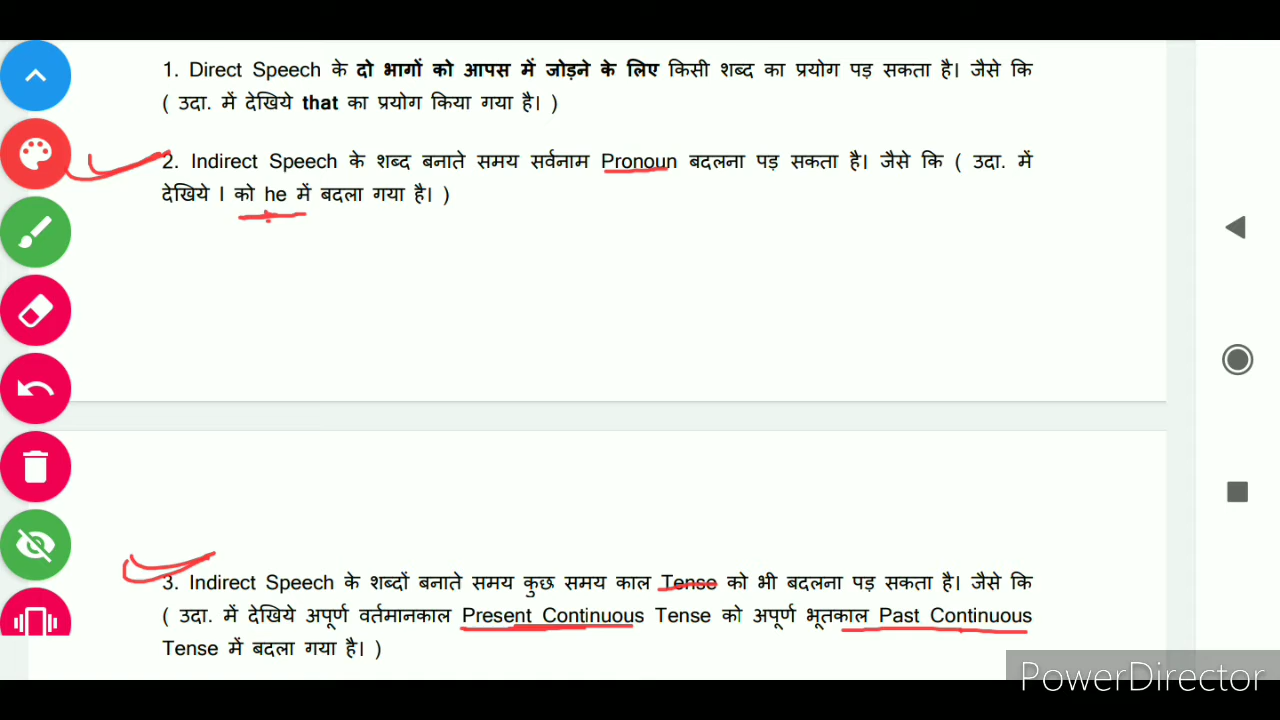 1. Direct Speech के दो भागों को आपस में जोड़ने के लिए किसी शब्द का प्रयोग पड़ सकता है। जैसे कि
( उदा. में देखिये that का प्रयोग किया गया है। )
2. Indirect Speech के शब्द बनाते समय सर्वनाम Pronoun बदलना पड़ सकता है। जैसे कि ( उदा. में
देखिये I को he में बदला गया है। )
3. Indirect Speech के शब्दों बनाते समय कुछ समय काल Tense को भी बदलना पड़ सकता है। जैसे कि
( उदा. में देखिये अपूर्ण वर्तमानकाल Present Continuous Tense को अपूर्ण भूतकाल Past Continuous
Tense में बदला गया है। )
PowerDirector